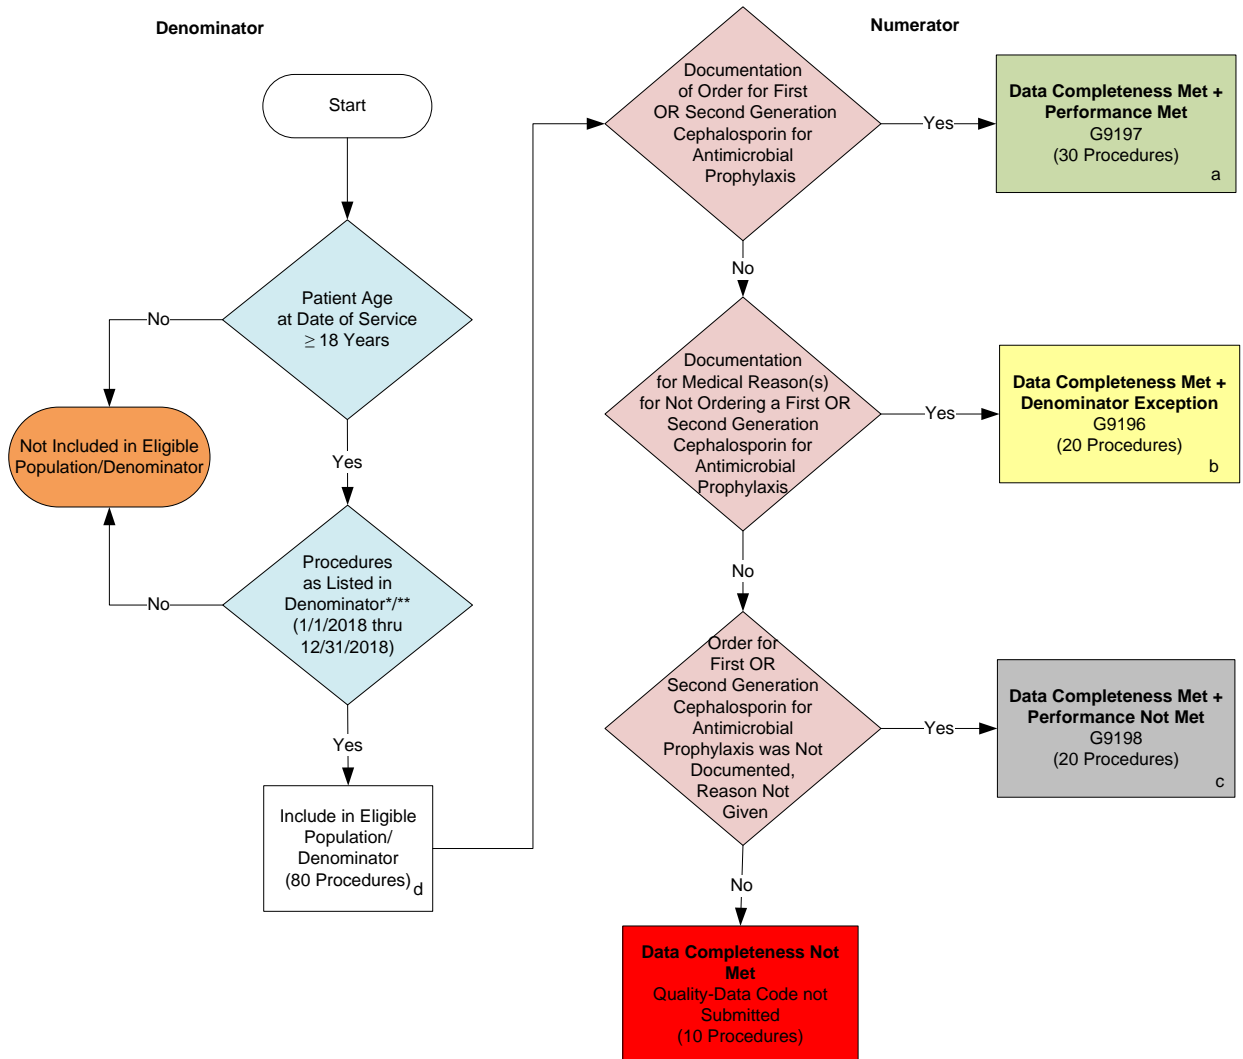 Denominator
Numerator
Start
Patient Age
at Date of Service
≥ 18 Years
No
Not Included in Eligible
Population/Denominator
Yes
Procedures
as Listed in
Denominator*/**
(1/1/2018 thru
12/31/2018)
No
Yes
Include in Eligible
Population/
Denominator
(80 Procedures)
d
Documentation
of Order for First
OR Second Generation
Cephalosporin for
Antimicrobial
Prophylaxis
Yes
Data Completeness Met +
Performance Met
G9197
(30 Procedures)
a
No
Documentation
for Medical Reason(s)
for Not Ordering a First OR
Second Generation
Cephalosporin for
Antimicrobial
Prophylaxis
Yes
Data Completeness Met +
Denominator Exception
G9196
(20 Procedures)
b
No
Order for
First OR
Second Generation
Cephalosporin for
Antimicrobial
Prophylaxis was Not
Documented,
Reason Not
Given
Yes
Data Completeness Met +
Performance Not Met
G9198
(20 Procedures)
c
No
Data Completeness Not
Met
Quality-Data Code not
Submitted
(10 Procedures)